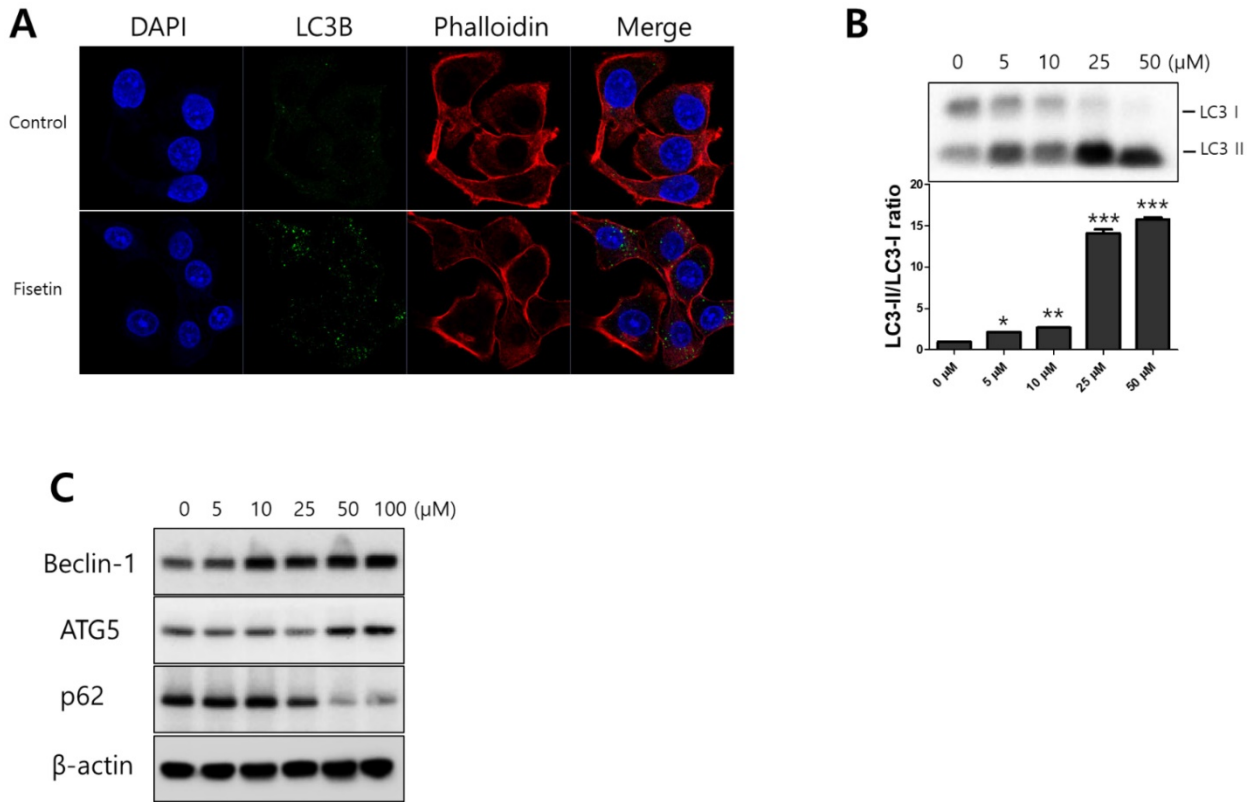 A
DAPI LC3B Phalloidin Merge
Control
Fisetin
B
0 5 10 25 50 (μM)
LC3 I
LC3 II
LC3-II/LC3-I ratio
20
15
10
5
0
* ** *** ***
0 μM 5 μM 10 μM 25 μM 50 μM
C
0 5 10 25 50 100 (μM)
Beclin-1
ATG5
p62
β-actin